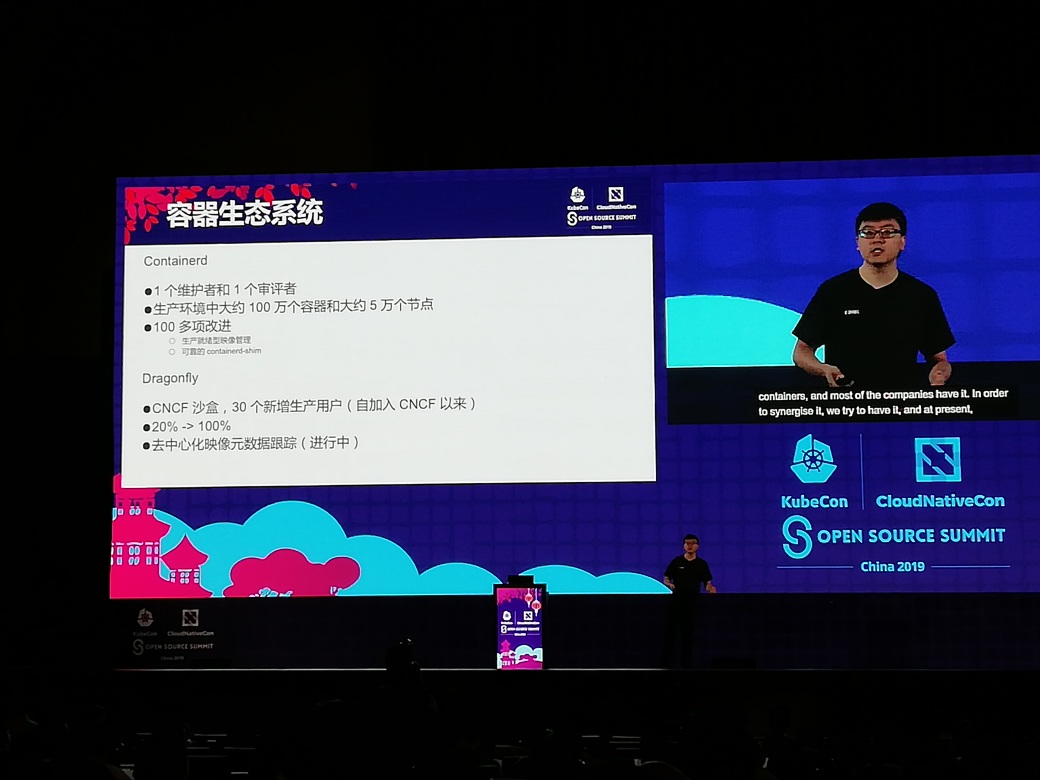 容器生态系统
KubeCon
CloudNativeCon
OPEN SOURCE SUMMIT
China 2019
Containerd
●1 个维护者和 1 个审评者
●生产环境中大约 100 万个容器和大约 5 万个节点
●100 多项改进
○ 生产就绪型映像管理
○ 可靠的 containerd-shim
Dragonfly
●CNCF 沙盒，30 个新增生产用户（自加入 CNCF 以来）
●20% -> 100%
●去中心化映像元数据跟踪（进行中）
containers, and most of the companies have it. In order
to synergise it, we try to have it, and at present,
KubeCon
CloudNativeCon
OPEN SOURCE SUMMIT
China 2019
KubeCon
CloudNativeCon
OPEN SOURCE SUMMIT
China 2019